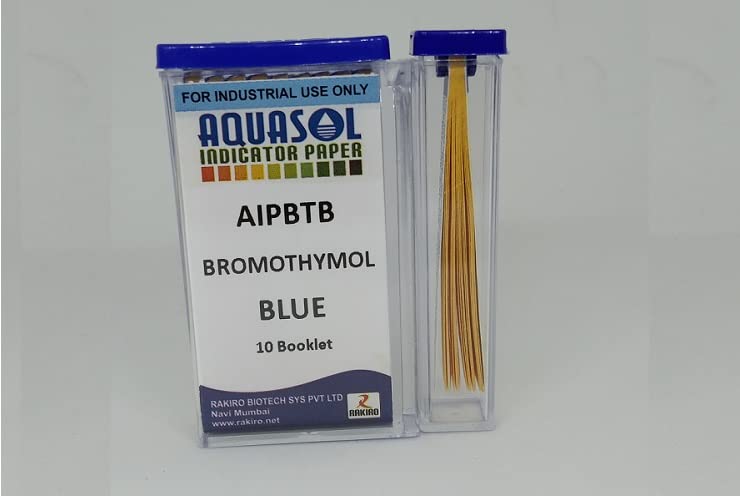 FOR INDUSTRIAL USE ONLY
AQUASOL
INDICATOR PAPER
AIPBTB
BROMOTHYMOL
BLUE
10 Booklet
RAKIRO BIOTECH SYS PVT LTD
Navi Mumbai
www.rakiro.net
RAKIRO